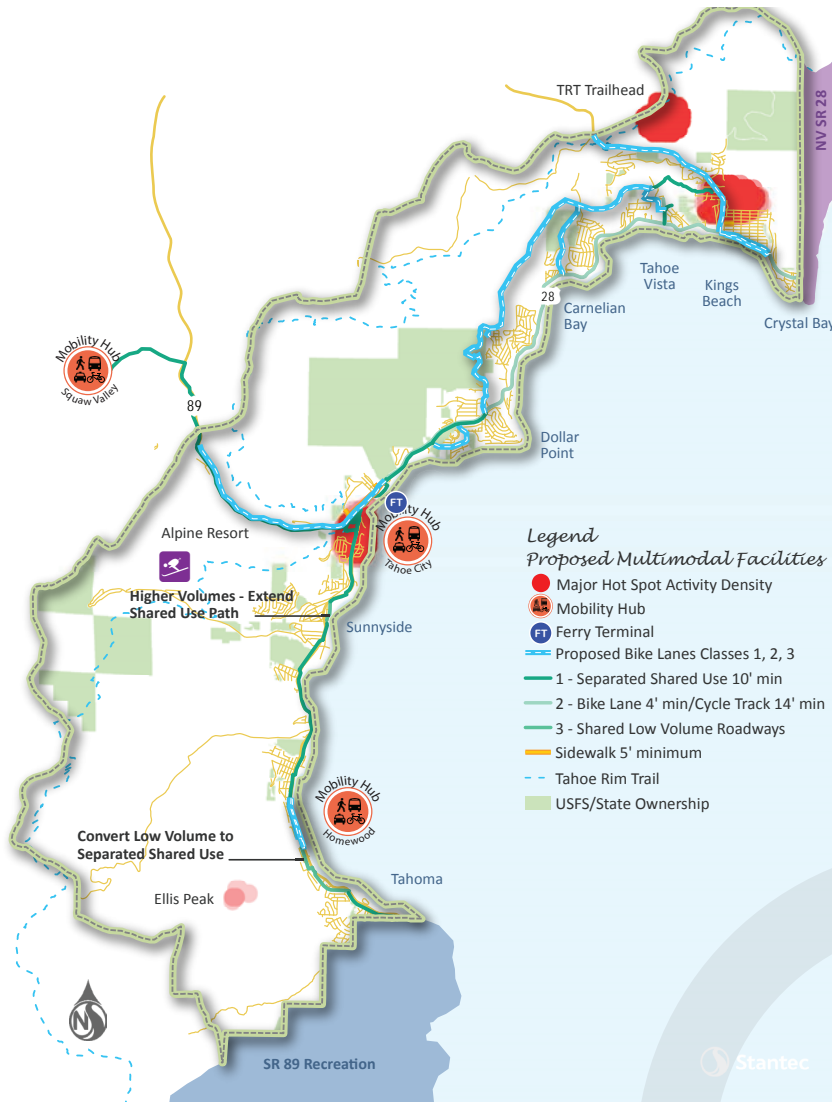 TRT Trailhead
NV SR 28
Tahoe
Vista
Kings
Beach
28
Carnelian
Bay
Crystal Bay
Mobility Hub
Squaw Valley
89
Dollar
Point
FT
Mobility Hub
Tahoe City
Alpine Resort
Higher Volumes - Extend
Shared Use Path
Sunnyside
Legend
Proposed Multimodal Facilities
Major Hot Spot Activity Density
Mobility Hub
FT Ferry Terminal
Proposed Bike Lanes Classes 1, 2, 3
1 - Separated Shared Use 10' min
2 - Bike Lane 4' min/Cycle Track 14' min
3 - Shared Low Volume Roadways
Sidewalk 5' minimum
Tahoe Rim Trail
USFS/State Ownership
Mobility Hub
Homewood
Convert Low Volume to
Separated Shared Use
Tahoma
Ellis Peak
N
SR 89 Recreation
Stantec